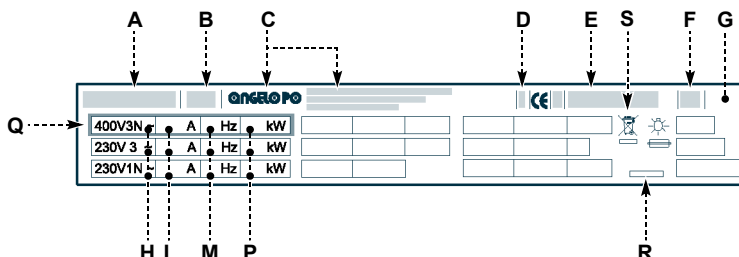 A B C D E S F G
ANGELO PO CE
Q
400V3N ~ A Hz kW
230V 3 ~ A Hz kW
230V1N ~ A Hz kW
H L M P R